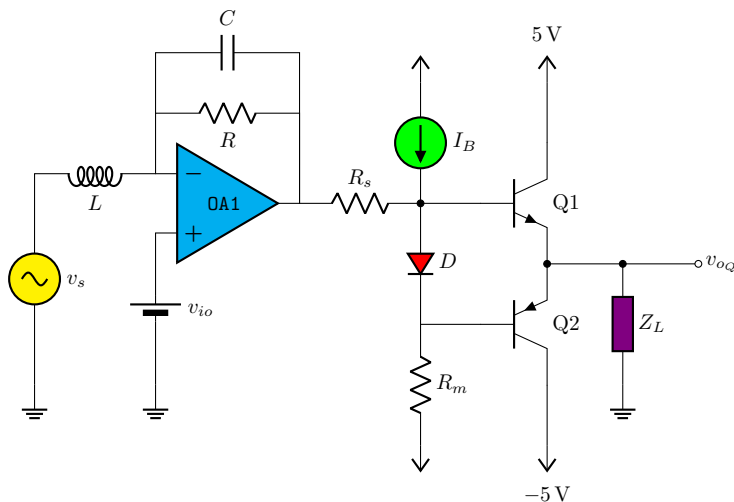 C
5 V
R
I_B
R_s
L
−
OA1
+
Q1
v_s
D
v_{o_Q}
v_{io}
Q2
Z_L
R_m
−5 V